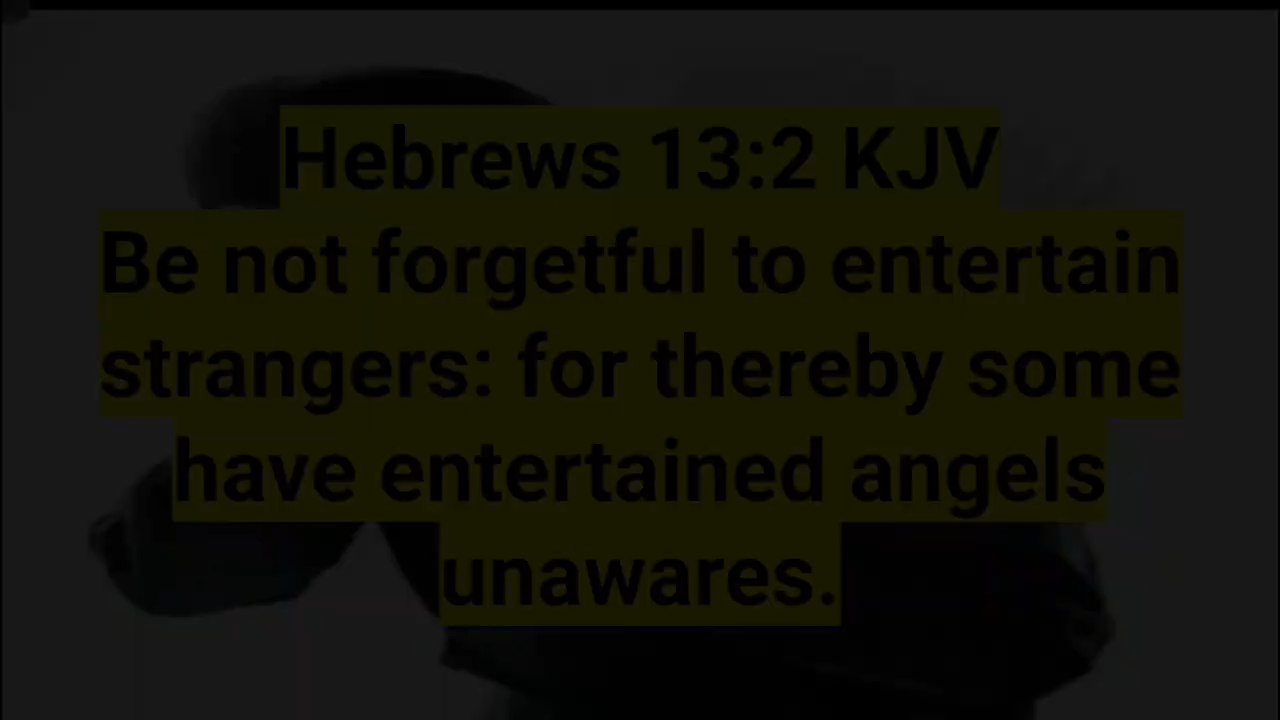 Hebrews 13:2 KJV
Be not forgetful to entertain
strangers: for thereby some
have entertained angels
unawares.